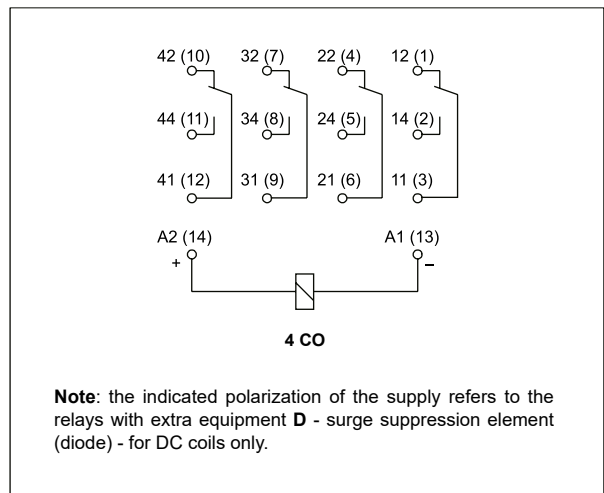 42 (10) 32 (7) 22 (4) 12 (1)
44 (11) 34 (8) 24 (5) 14 (2)
41 (12) 31 (9) 21 (6) 11 (3)
A2 (14) A1 (13)
+ –
4 CO
Note: the indicated polarization of the supply refers to the
relays with extra equipment D - surge suppression element
(diode) - for DC coils only.